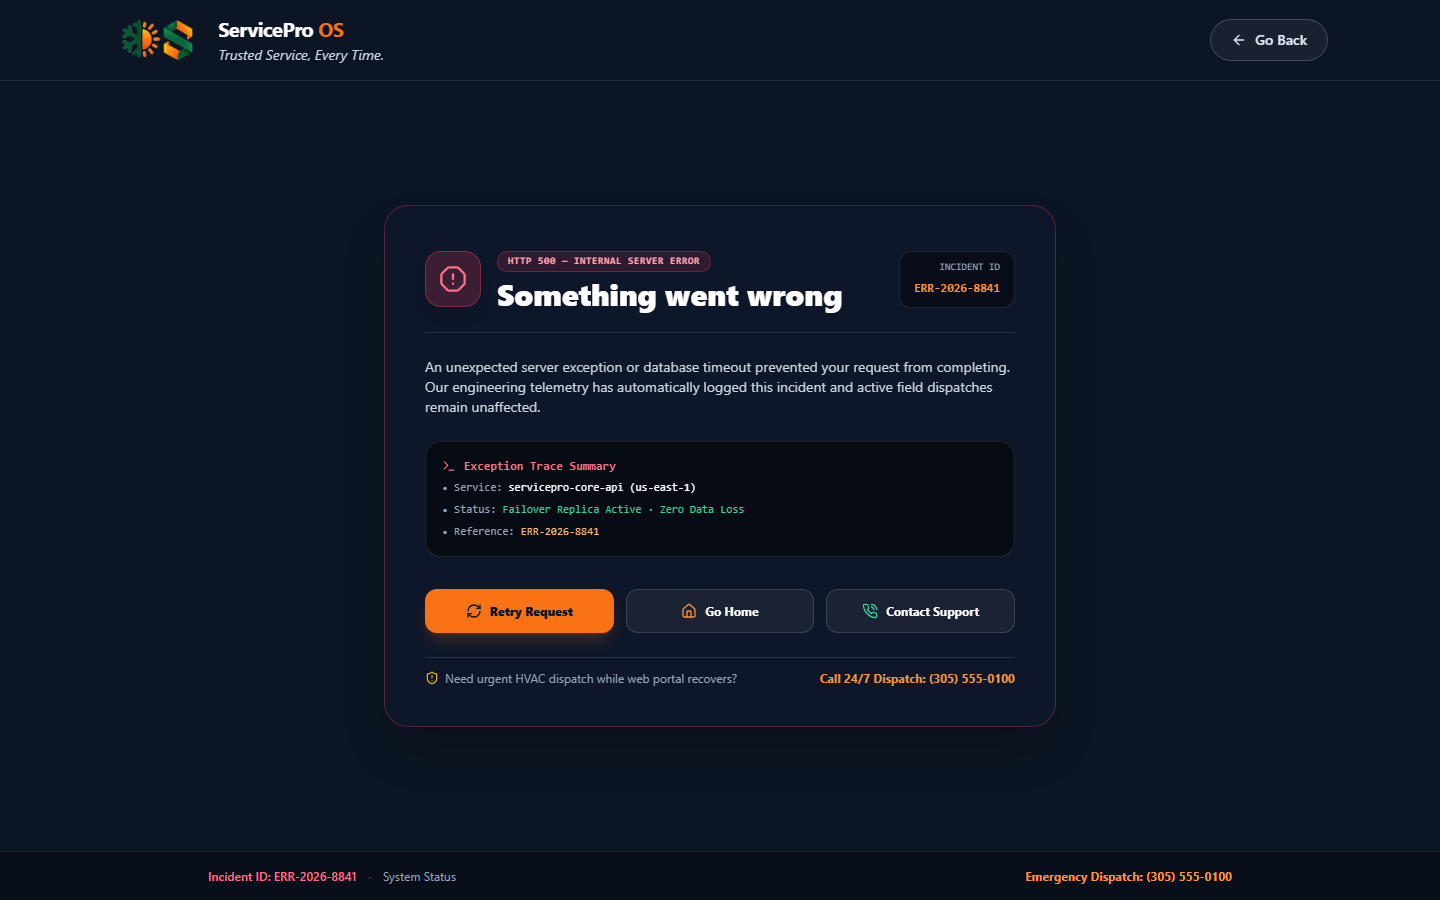 ServicePro OS
Trusted Service, Every Time.
Go Back
HTTP 500 — INTERNAL SERVER ERROR
Something went wrong
INCIDENT ID
ERR-2026-8841
An unexpected server exception or database timeout prevented your request from completing.
Our engineering telemetry has automatically logged this incident and active field dispatches
remain unaffected.
Exception Trace Summary
• Service: servicepro-core-api (us-east-1)
• Status: Failover Replica Active · Zero Data Loss
• Reference: ERR-2026-8841
Retry Request
Go Home
Contact Support
Need urgent HVAC dispatch while web portal recovers?
Call 24/7 Dispatch: (305) 555-0100
Incident ID: ERR-2026-8841 · System Status
Emergency Dispatch: (305) 555-0100